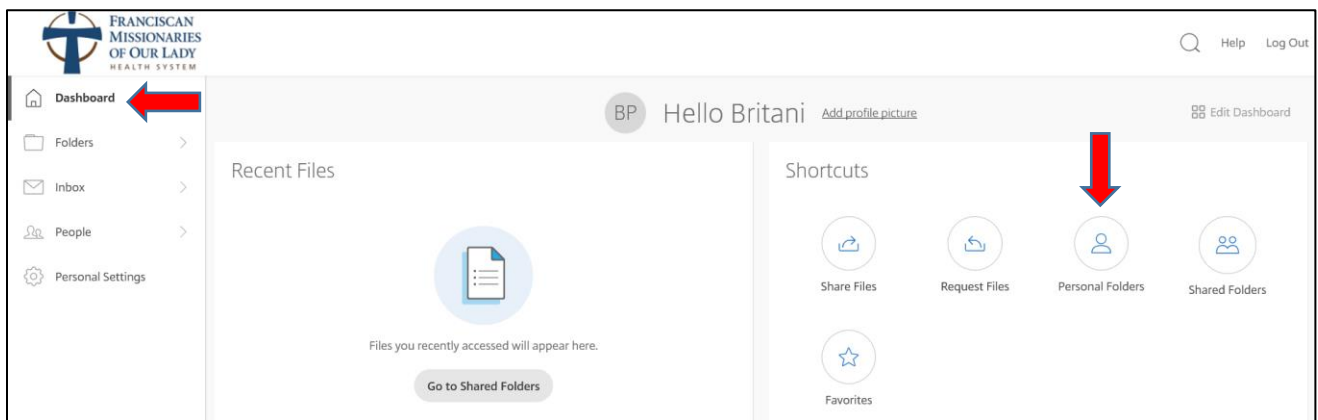 FRANCISCAN
MISSIONARIES
OF OUR LADY
HEALTH SYSTEM
Help Log Out
Dashboard
Folders
Inbox
People
Personal Settings
BP Hello Britani Add profile picture
Edit Dashboard
Recent Files
Files you recently accessed will appear here.
Go to Shared Folders
Shortcuts
Share Files Request Files Personal Folders Shared Folders
Favorites